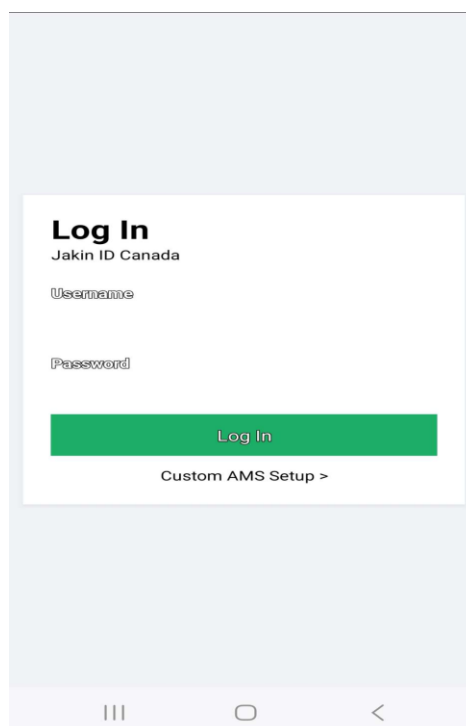 Log In
Jakin ID Canada
Username
Password
Log In
Custom AMS Setup >